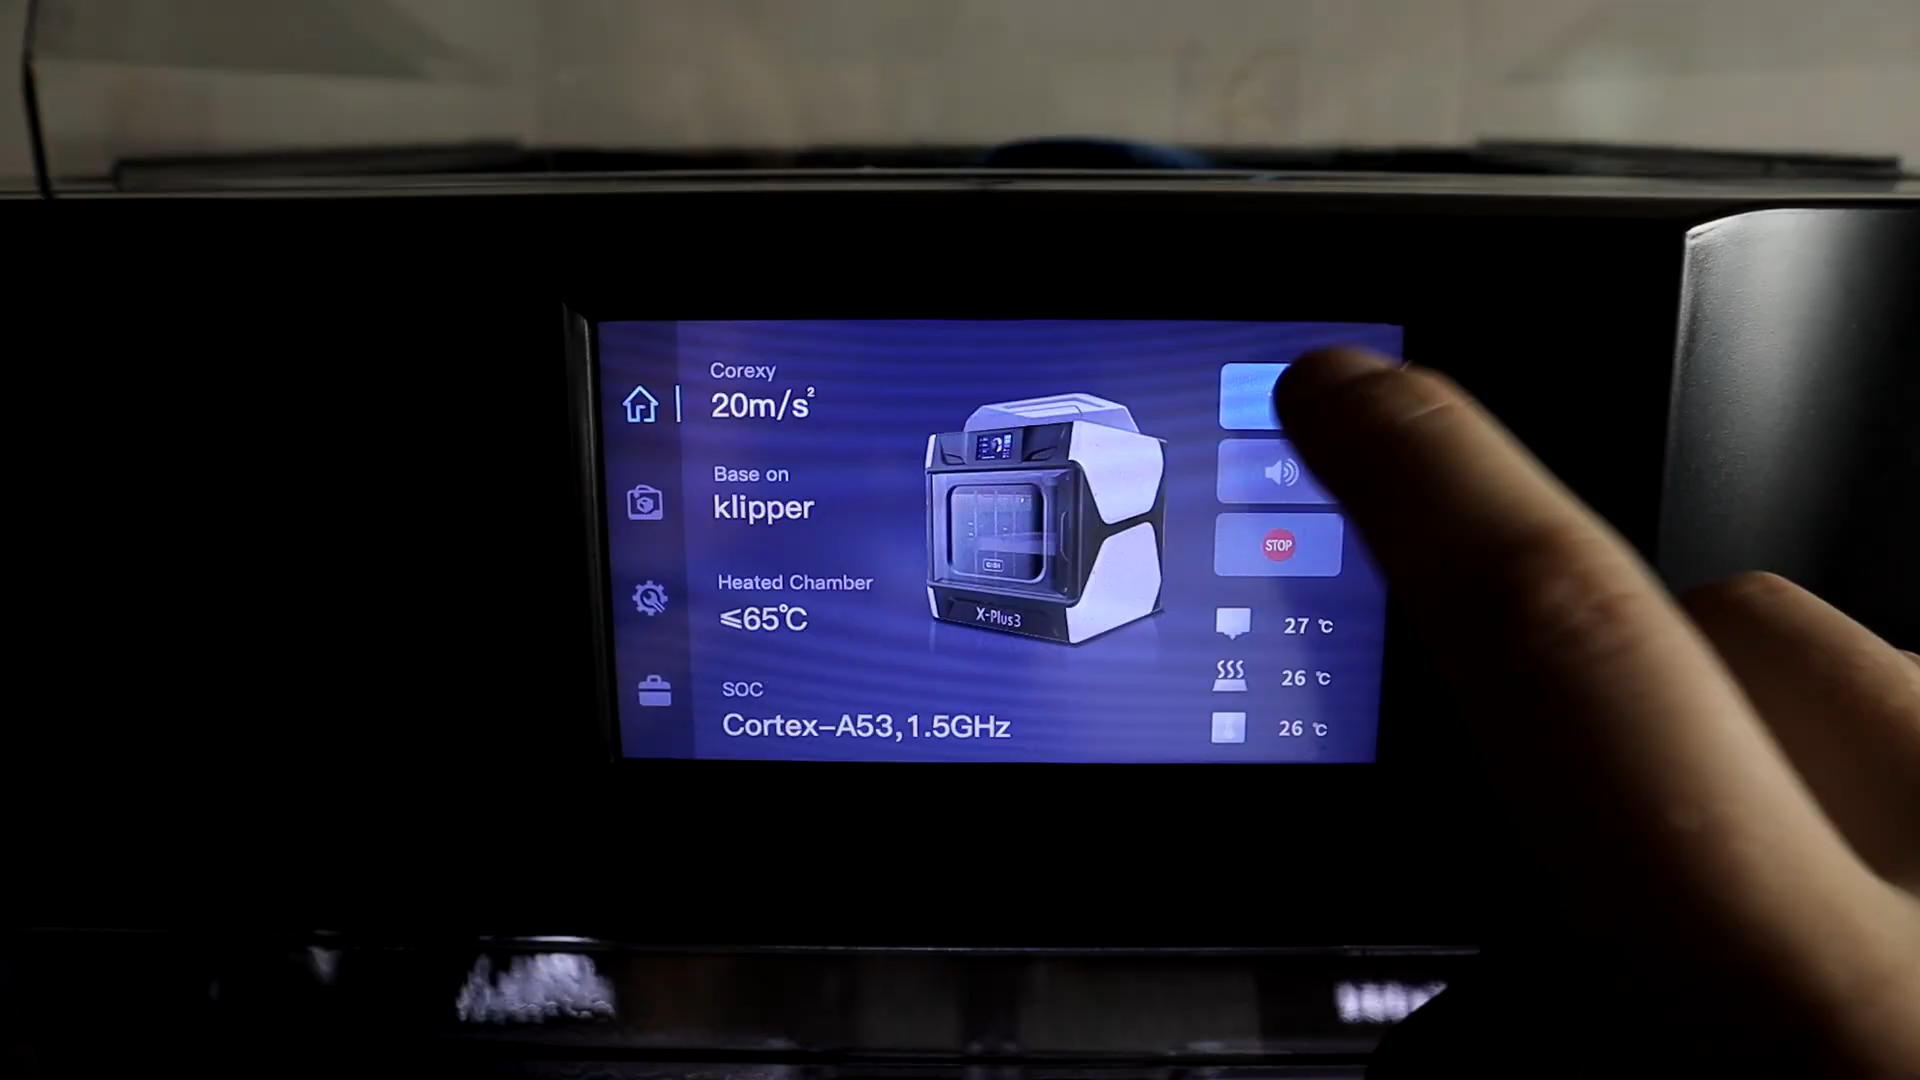 Corexy
20m/s²
Base on
klipper
Heated Chamber
≤65℃
SOC
Cortex-A53,1.5GHz
X-Plus3
STOP
27 ℃
26 ℃
26 ℃